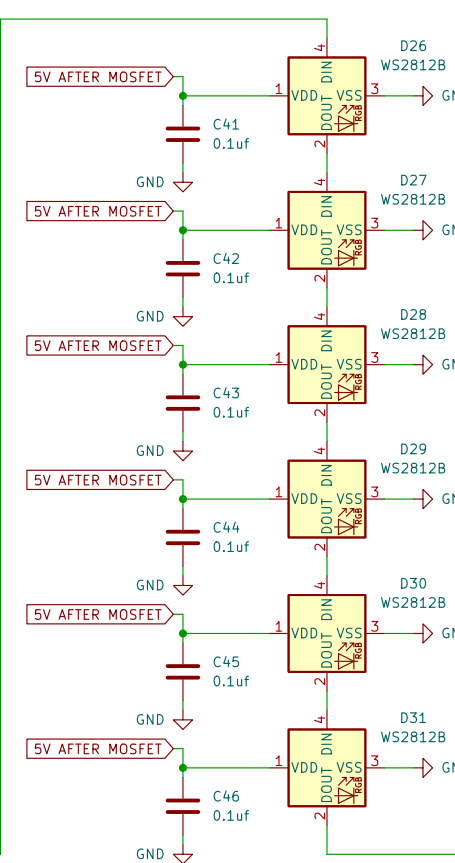 D26
WS2812B
4
DIN
5V AFTER MOSFET
1
VDD
VSS
3
DOUT
RGB
2
C41
0.1uf
GND
D27
WS2812B
4
DIN
5V AFTER MOSFET
1
VDD
VSS
3
DOUT
RGB
2
C42
0.1uf
GND
D28
WS2812B
4
DIN
5V AFTER MOSFET
1
VDD
VSS
3
DOUT
RGB
2
C43
0.1uf
GND
D29
WS2812B
4
DIN
5V AFTER MOSFET
1
VDD
VSS
3
DOUT
RGB
2
C44
0.1uf
GND
D30
WS2812B
4
DIN
5V AFTER MOSFET
1
VDD
VSS
3
DOUT
RGB
2
C45
0.1uf
GND
D31
WS2812B
4
DIN
5V AFTER MOSFET
1
VDD
VSS
3
DOUT
RGB
2
C46
0.1uf
GND